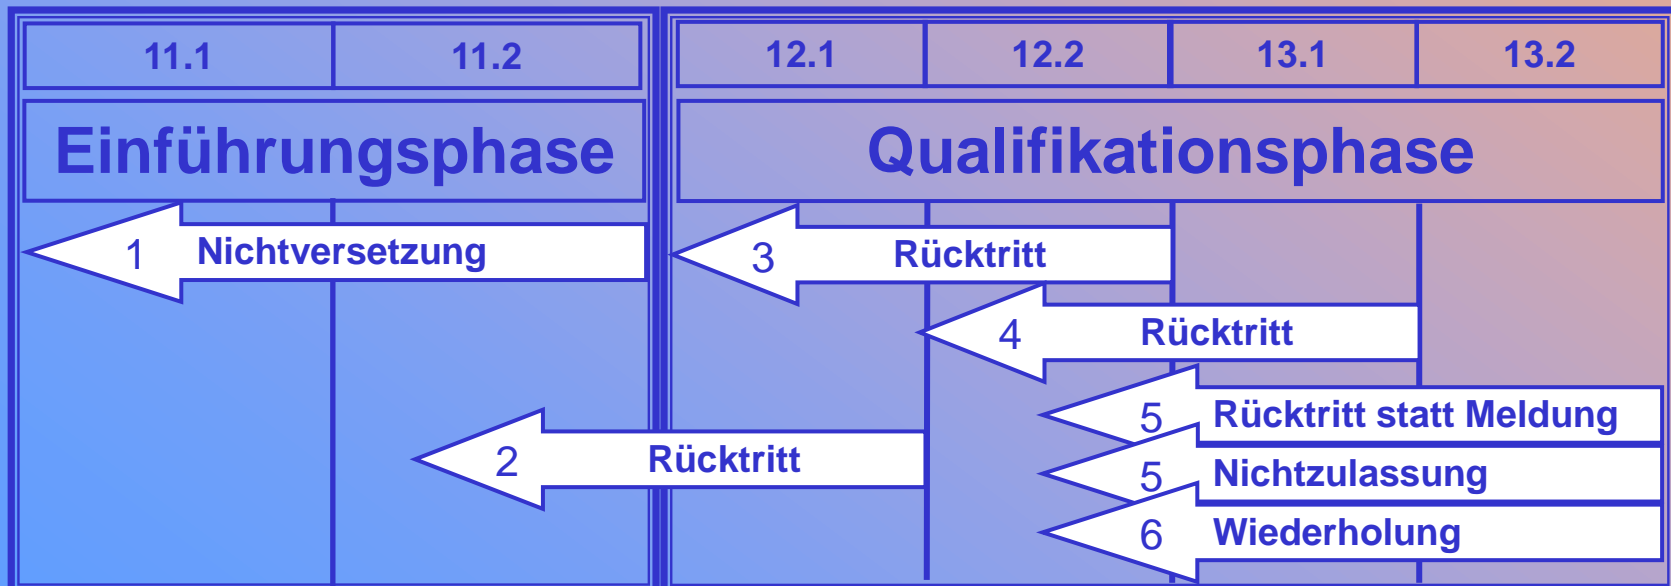 11.1 11.2 12.1 12.2 13.1 13.2
Einführungsphase Qualifikationsphase
1 Nichtversetzung 3 Rücktritt
4 Rücktritt
5 Rücktritt statt Meldung
2 Rücktritt
5 Nichtzulassung
6 Wiederholung